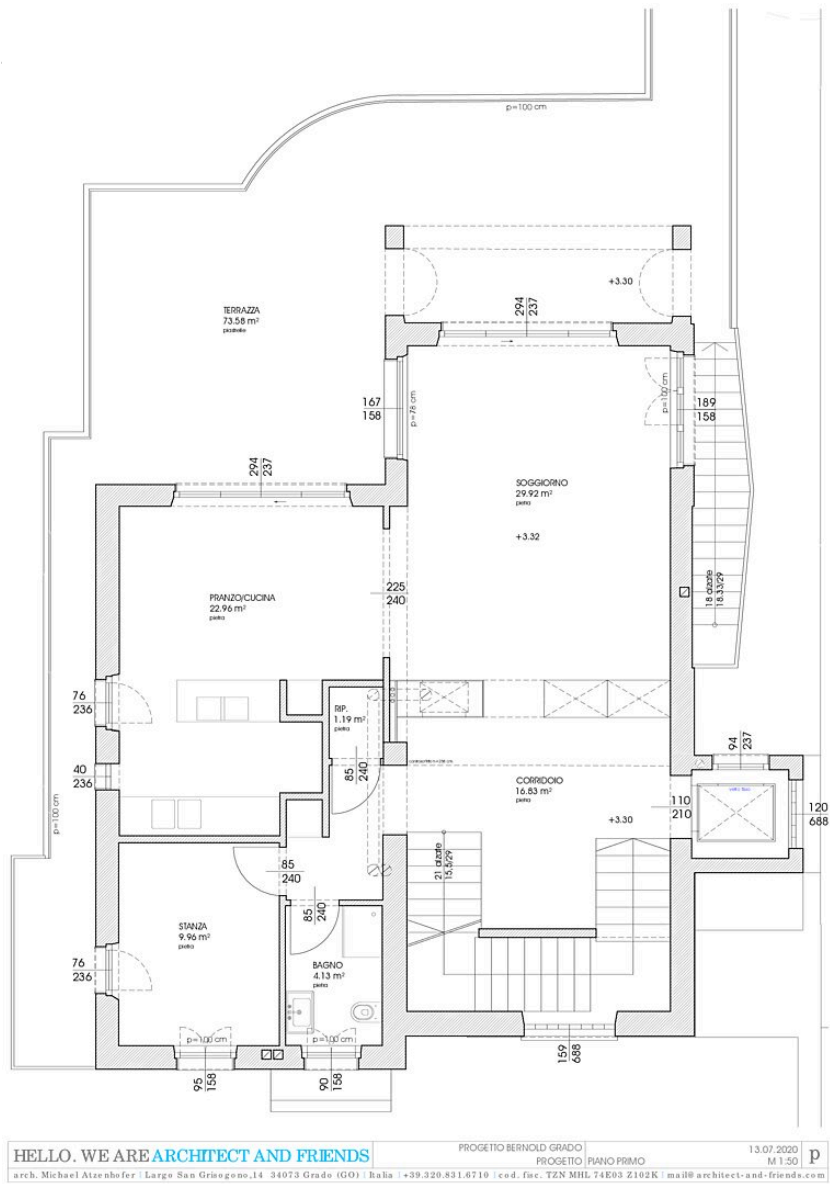 p=100 cm
+3.30
TERRAZZA
73.58 m²
piastrelle
294
237
167
158
p=78 cm
p=100 cm
189
158
294
237
SOGGIORNO
29.92 m²
pietra
+3.32
18 alzate
18.33/29
225
240
PRANZO/CUCINA
22.96 m²
pietra
76
236
RIP.
1.19 m²
pietra
94
237
40
236
85
240
CORRIDOIO
16.83 m²
pietra
110
210
120
688
+3.30
p=100 cm
21 alzate
15.5/29
85
240
85
240
STANZA
9.96 m²
pietra
BAGNO
4.13 m²
pietra
76
236
p=100 cm
p=100 cm
95
158
90
158
159
688
HELLO. WE ARE ARCHITECT AND FRIENDS
PROGETTO BERNOLD GRADO
PROGETTO PIANO PRIMO
13.07.2020
M 1:50
p
arch. Michael Atzenhofer | Largo San Grisogono,14 34073 Grado (GO) | Italia | +39.320.831.6710 | cod. fisc. TZN MHL 74E03 Z102K | mail@architect-and-friends.com